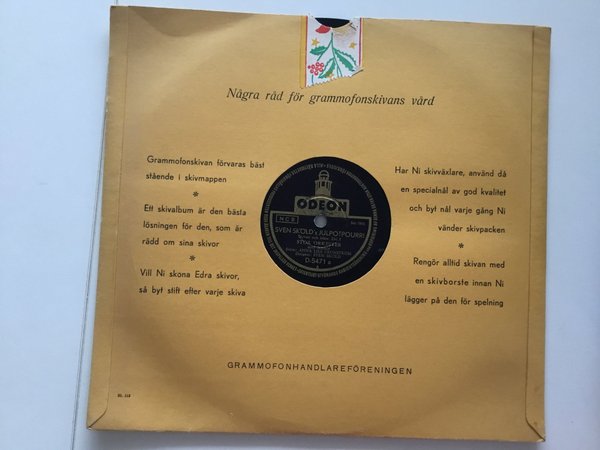 Några råd för grammofonskivans vård
Grammofonskivan förvaras bäst
stående i skivmappen
*
Ett skivalbum är den bästa
lösningen för den, som är
rädd om sina skivor
*
Vill Ni skona Edra skivor,
så byt stift efter varje skiva
ODEON
NCB
SVEN SKÖLD's JULPOTPOURRI
D-5471
Har Ni skivväxlare, använd då
en specialnål av god kvalitet
och byt nål varje gång Ni
vänder skivpacken
*
Rengör alltid skivan med
en skivborste innan Ni
lägger på den för spelning
GRAMMOFONHANDLAREFÖRENINGEN